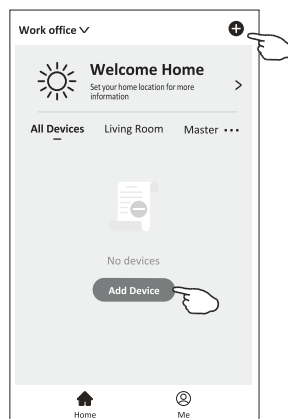 Work office
Welcome Home
Set your home location for more
information
All Devices Living Room Master
No devices
Add Device
Home Me